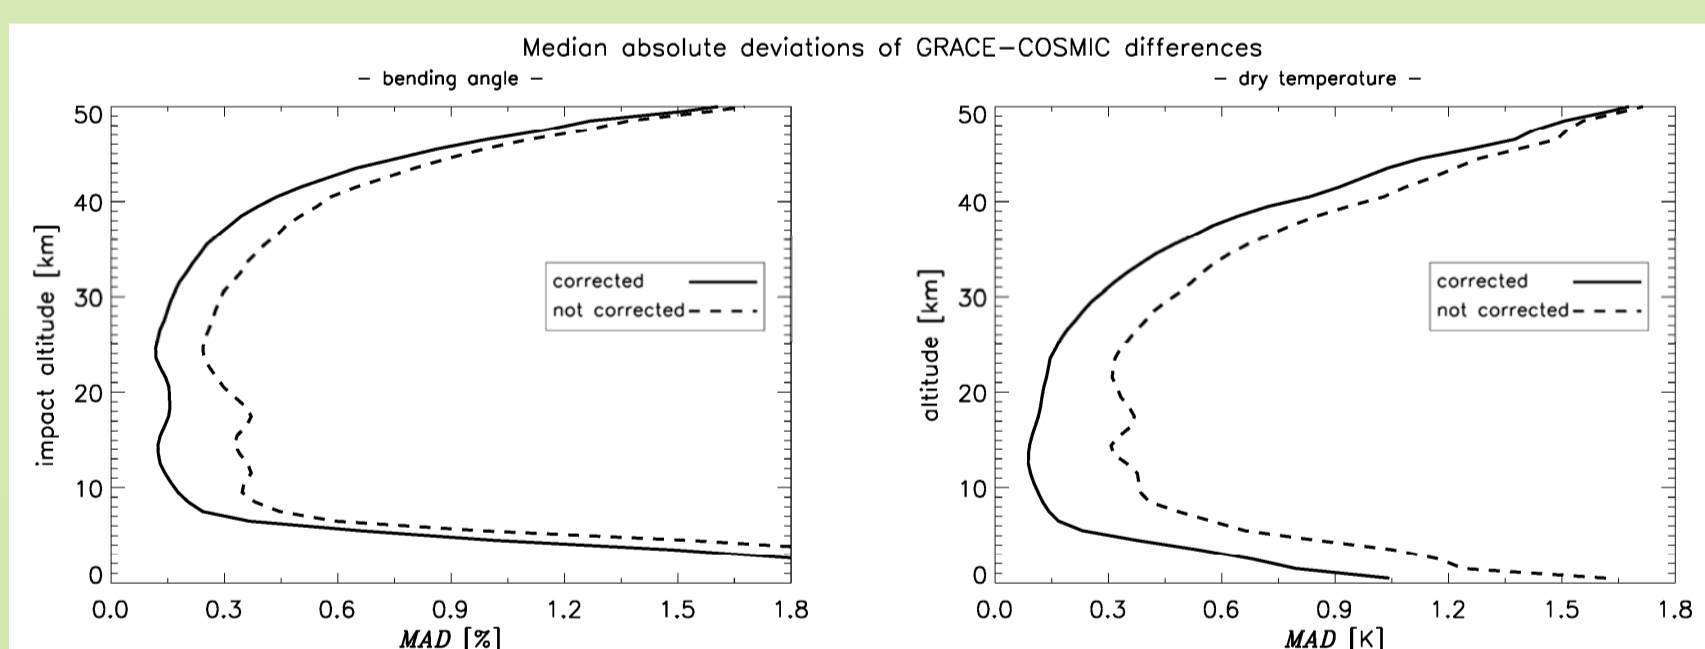 Median absolute deviations of GRACE-COSMIC differences
- bending angle -
- dry temperature -
50
40
30
20
10
0
impact altitude [km]
corrected
not corrected
0.0 0.3 0.6 0.9 1.2 1.5 1.8
MAD [%]
50
40
30
20
10
0
altitude [km]
corrected
not corrected
0.0 0.3 0.6 0.9 1.2 1.5 1.8
MAD [K]